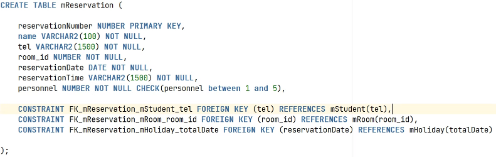 CREATE TABLE mReservation (
reservationNumber NUMBER PRIMARY KEY,
name VARCHAR2(100) NOT NULL,
tel VARCHAR2(1500) NOT NULL,
room_id NUMBER NOT NULL,
reservationDate DATE NOT NULL,
reservationTime VARCHAR2(1500) NOT NULL,
personnel NUMBER NOT NULL CHECK(personnel between 1 and 5),
CONSTRAINT FK_mReservation_mStudent_tel FOREIGN KEY (tel) REFERENCES mStudent(tel),
CONSTRAINT FK_mReservation_mRoom_room_id FOREIGN KEY (room_id) REFERENCES mRoom(room_id),
CONSTRAINT FK_mReservation_mHoliday_totalDate FOREIGN KEY (reservationDate) REFERENCES mHoliday(totalDate)
);